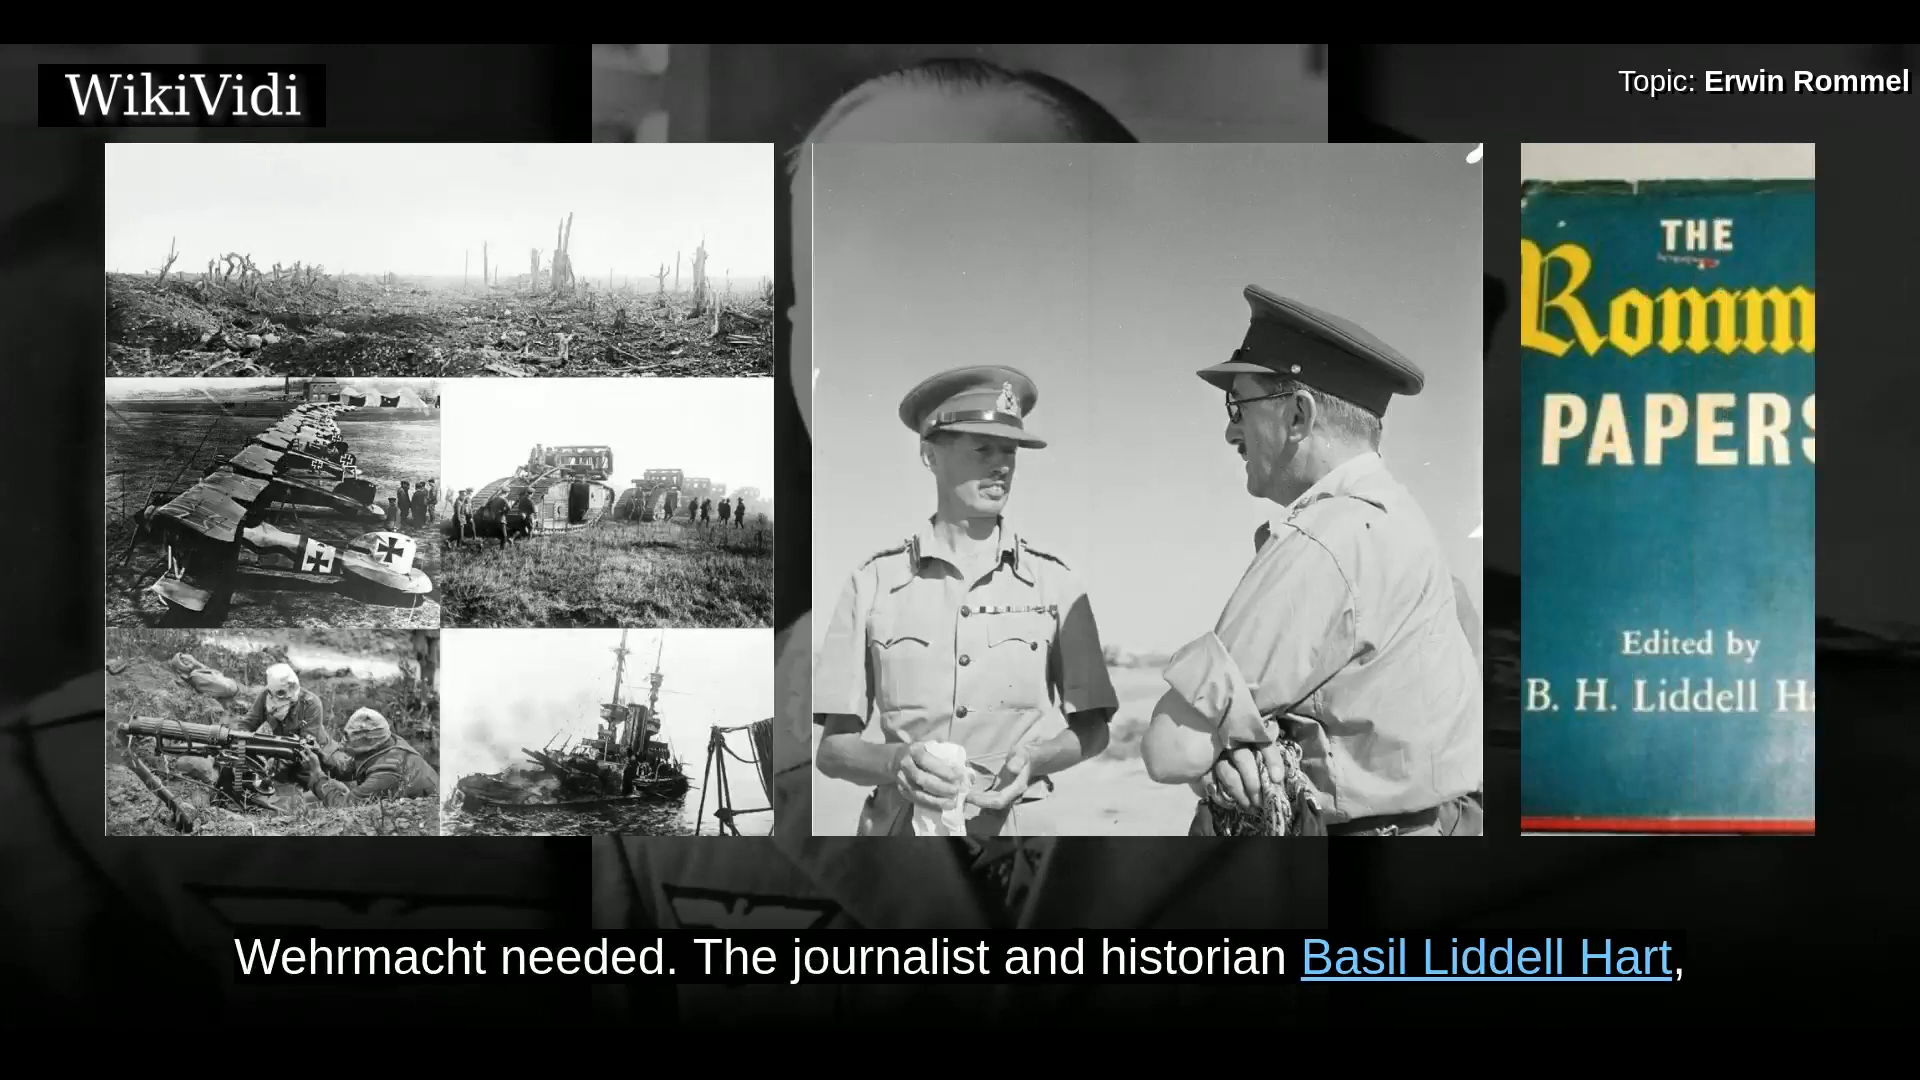 WikiVidi
Topic: Erwin Rommel
THE
Romm
PAPERS
Edited by
B. H. Liddell H
Wehrmacht needed. The journalist and historian Basil Liddell Hart,